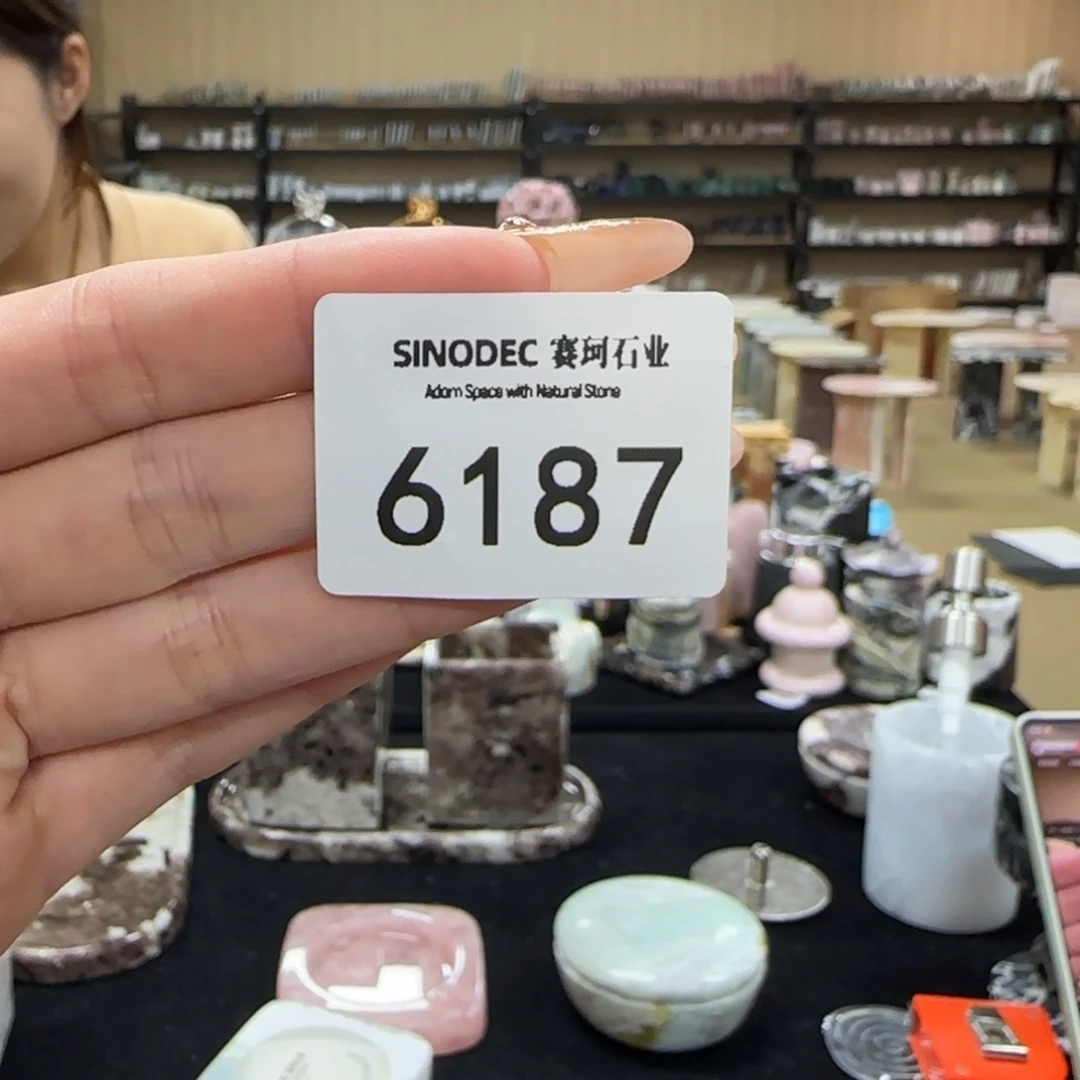 SINODEC 赛珂石业
Adorn Space with Natural Stone
6187